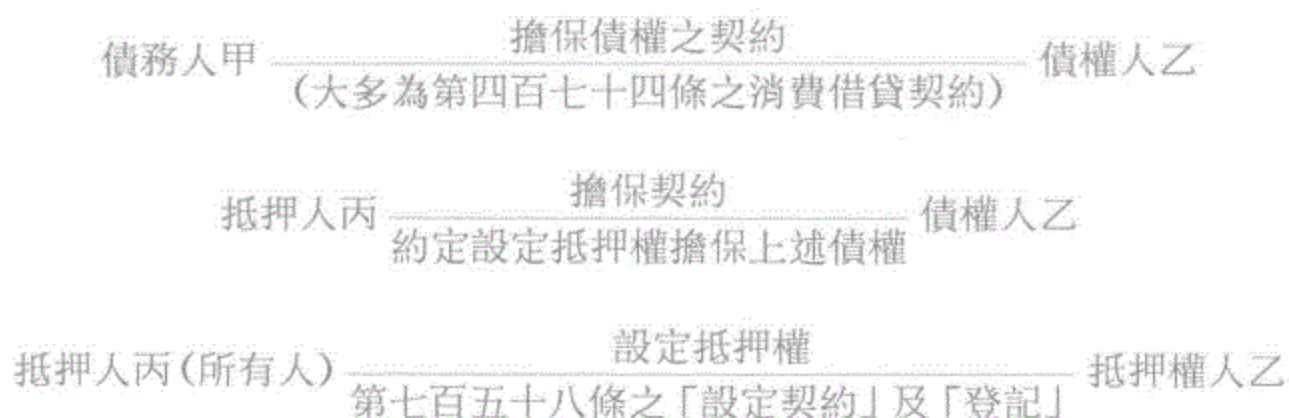 擔保債權之契約
債務人甲 債權人乙
(大多為第四百七十四條之消費借貸契約)
擔保契約
抵押人丙 債權人乙
約定設定抵押權擔保上述債權
設定抵押權
抵押人丙(所有人) 抵押權人乙
第七百五十八條之「設定契約」及「登記」